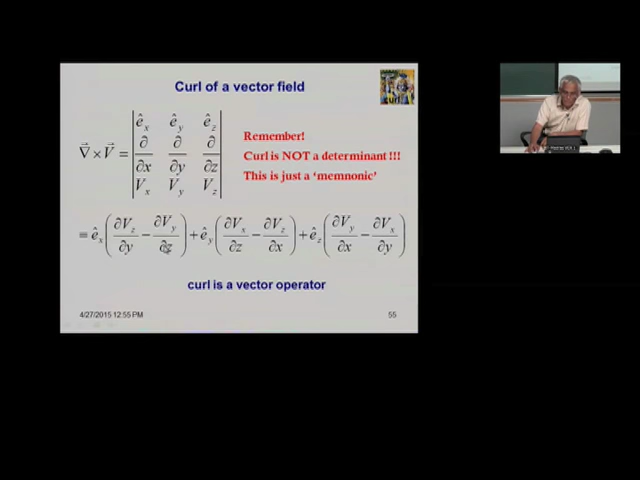 Curl of a vector field
∇⃗ × V⃗ = | ê_x ê_y ê_z |
| ∂/∂x ∂/∂y ∂/∂z |
| V_x V_y V_z |
Remember!
Curl is NOT a determinant !!!
This is just a ‘memnonic’
≡ ê_x (∂V_z/∂y − ∂V_y/∂z) + ê_y (∂V_x/∂z − ∂V_z/∂x) + ê_z (∂V_y/∂x − ∂V_x/∂y)
curl is a vector operator
4/27/2015 12:55 PM
55